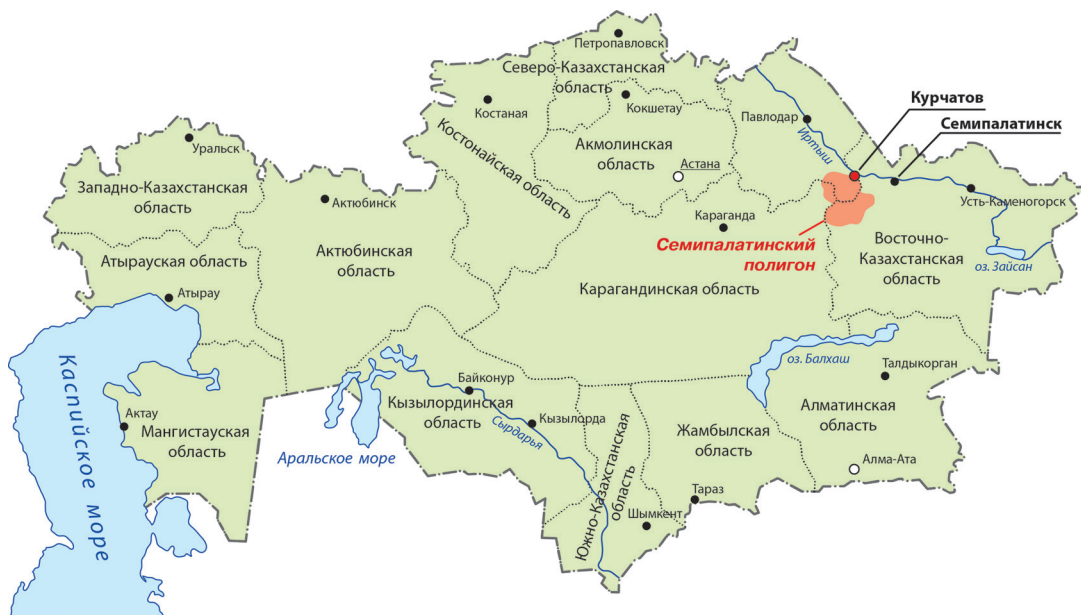 Петропавловск
Северо-Казахстанская
область
Костаная
Кокшетау
Костонайская область
Акмолинская
область
Астана
Павлодар
Иртыш
Курчатов
Семипалатинск
Уральск
Западно-Казахстанская
область
Актюбинск
Усть-Каменогорск
Караганда
Семипалатинский
полигон
Восточно-
Казахстанская
область
оз. Зайсан
Атырауская область
Актюбинская
область
Карагандинская область
Атырау
Каспийское море
Актау
Мангистауская
область
Аральское море
Байконур
Кызылординская
область
Кызылорда
Сырдарья
Южно-Казахстанская
область
Шымкент
Жамбылская
область
Тараз
оз. Балхаш
Талдыкорган
Алматинская
область
Алма-Ата